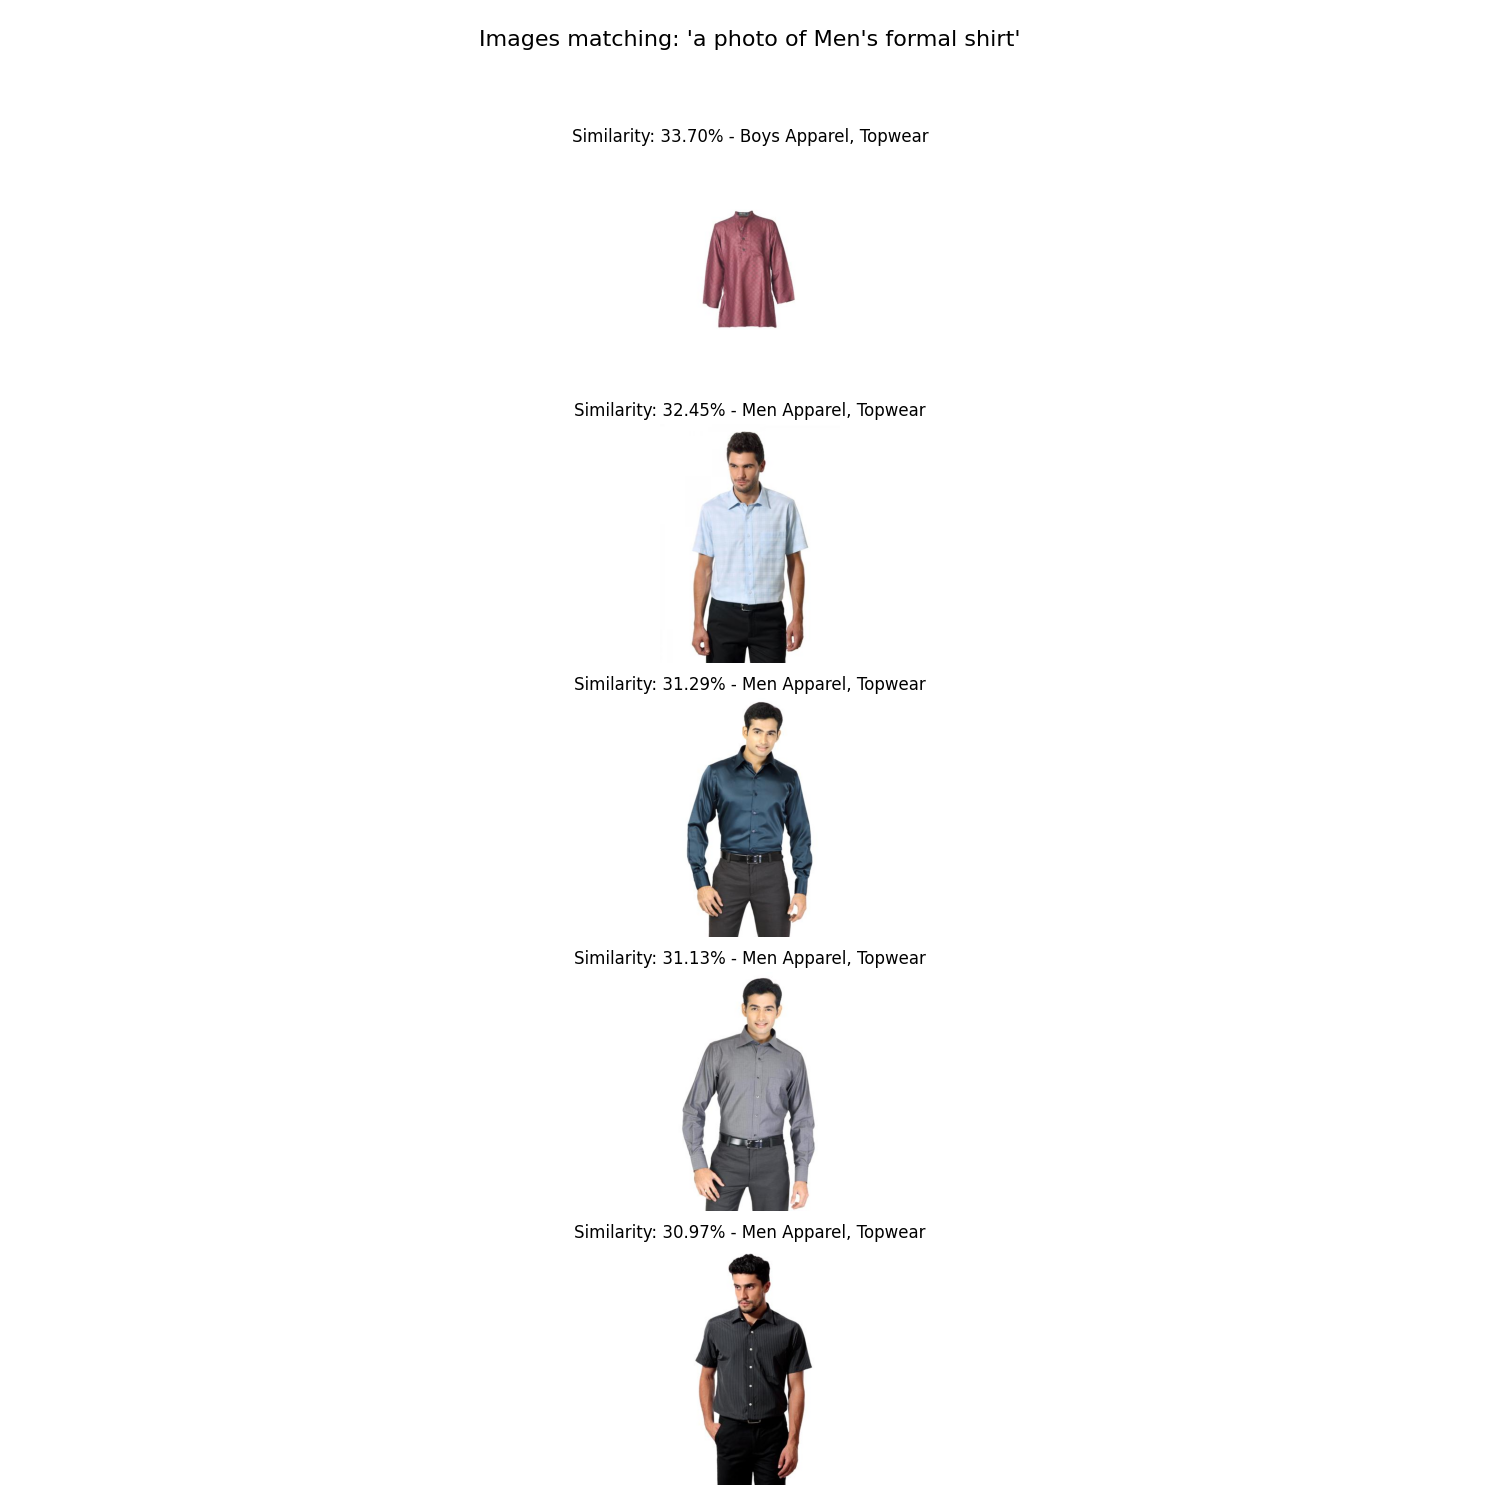 Images matching: 'a photo of Men's formal shirt'
Similarity: 33.70% - Boys Apparel, Topwear
Similarity: 32.45% - Men Apparel, Topwear
Similarity: 31.29% - Men Apparel, Topwear
Similarity: 31.13% - Men Apparel, Topwear
Similarity: 30.97% - Men Apparel, Topwear